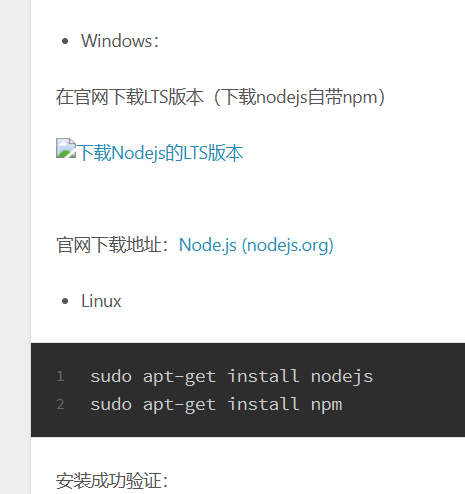 • Windows：
在官网下载LTS版本（下载nodejs自带npm）
下载Nodejs的LTS版本
官网下载地址：Node.js (nodejs.org)
• Linux
1 sudo apt-get install nodejs
2 sudo apt-get install npm
安装成功验证：